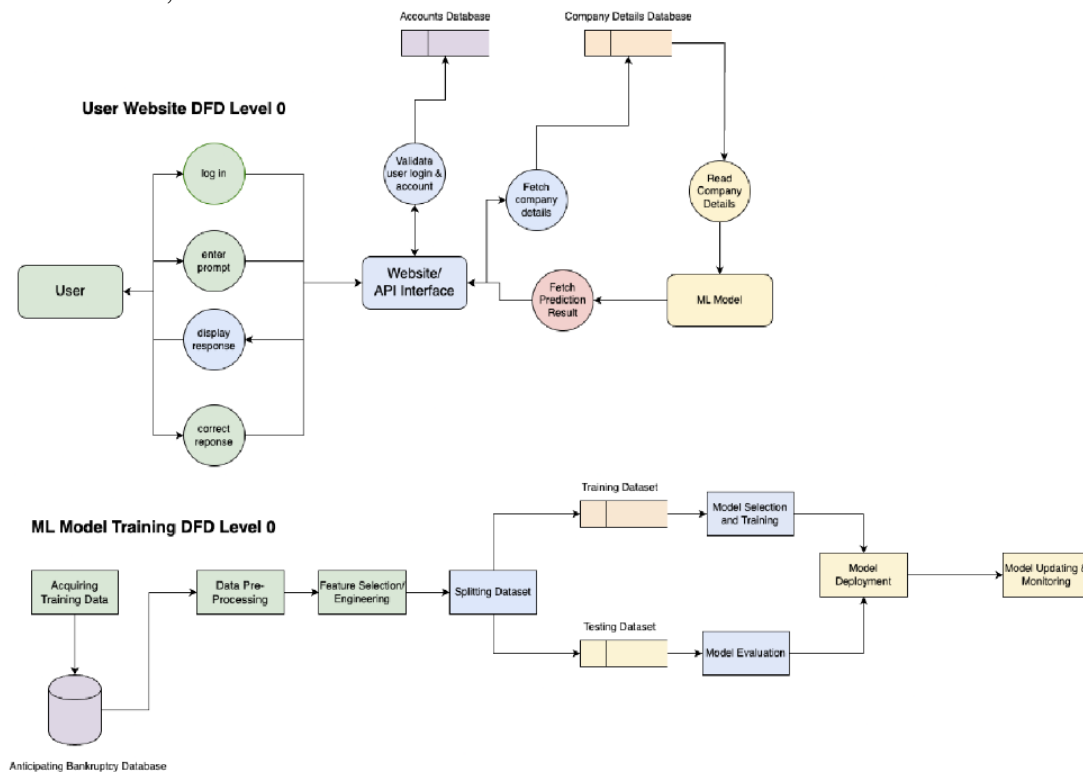 Accounts Database
Company Details Database
User Website DFD Level 0
log in
Validate
user login &
account
Fetch
company
details
Read
Company
Details
enter
prompt
User
Website/
API Interface
Fetch
Prediction
Result
ML Model
display
response
correct
reponse
Training Dataset
ML Model Training DFD Level 0
Model Selection
and Training
Acquiring
Training Data
Data Pre-
Processing
Feature Selection/
Engineering
Splitting Dataset
Model
Deployment
Model Updating &
Monitoring
Testing Dataset
Model Evaluation
Anticipating Bankruptcy Database